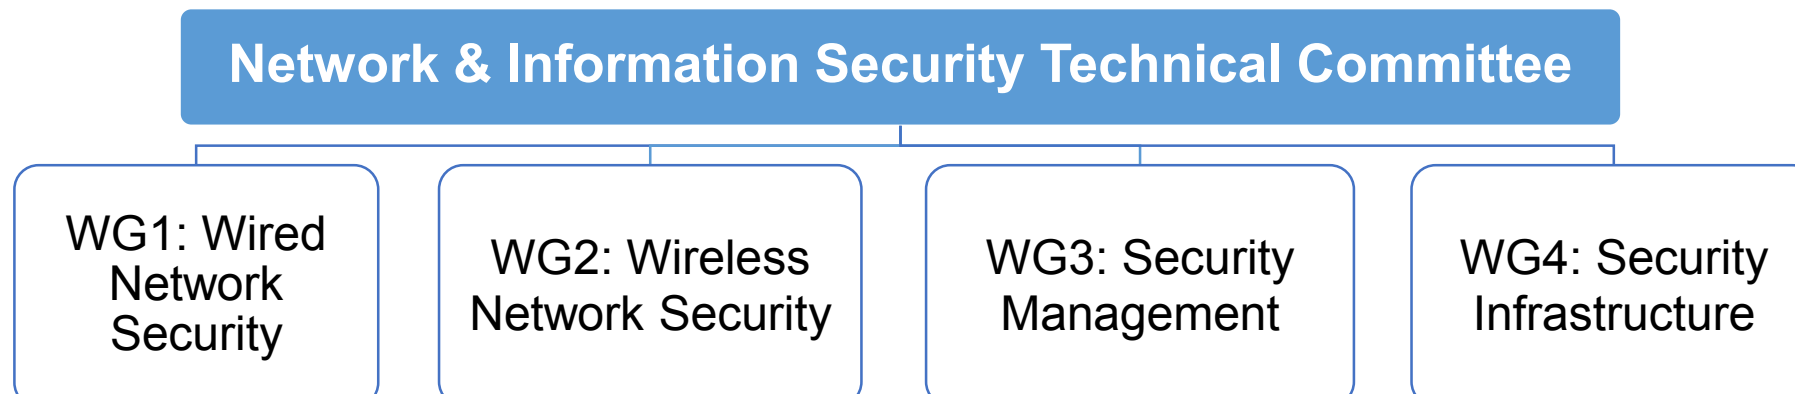 Network & Information Security Technical Committee
WG1: Wired
Network
Security
WG2: Wireless
Network Security
WG3: Security
Management
WG4: Security
Infrastructure